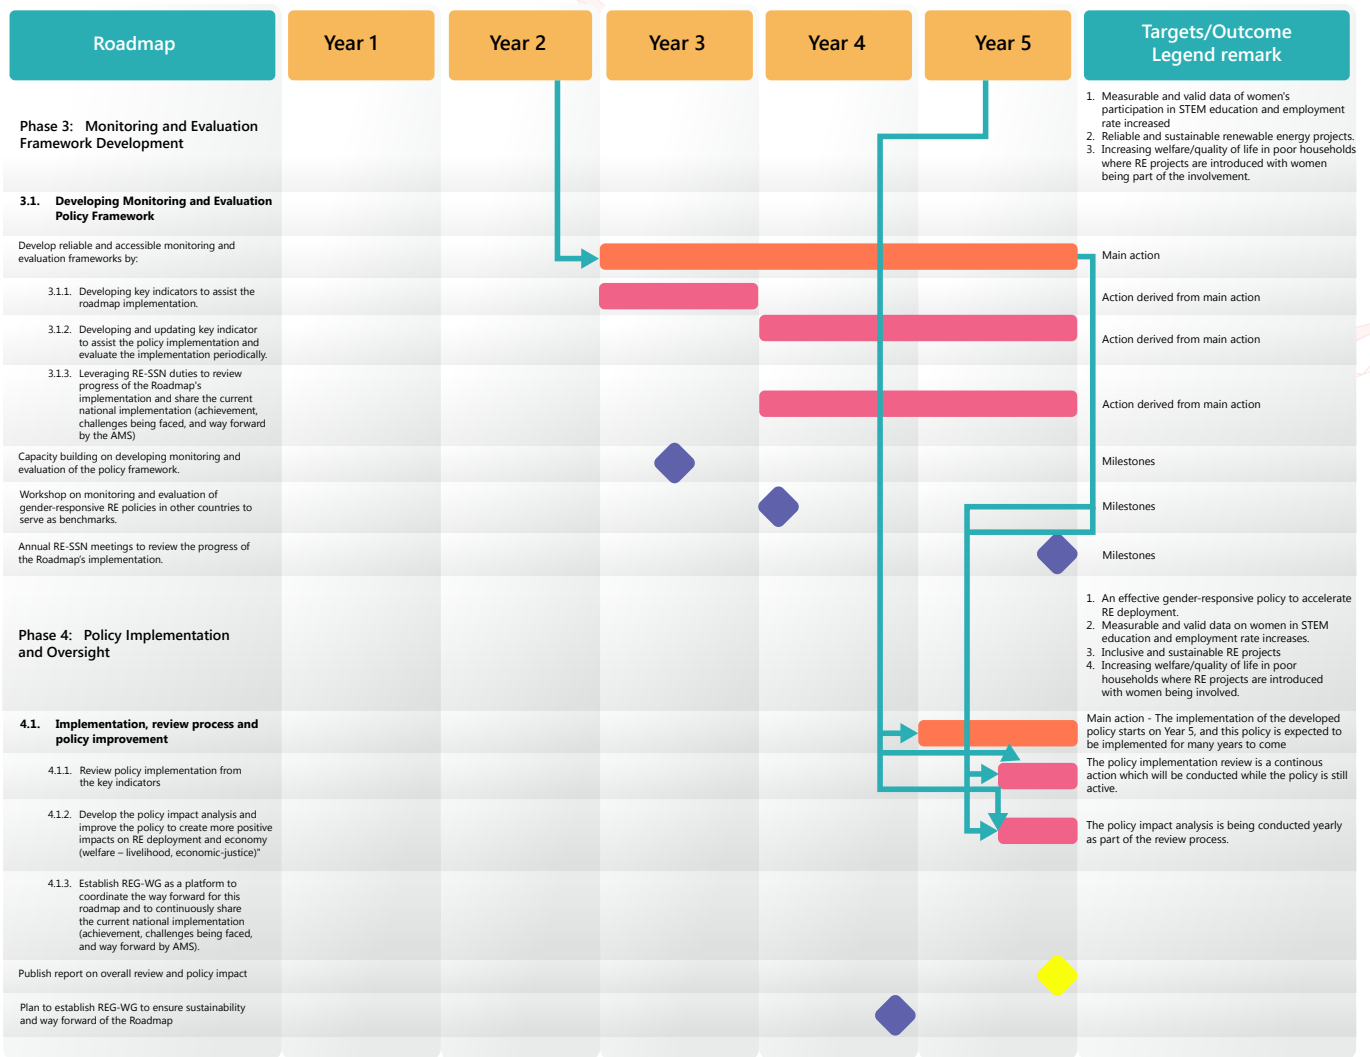 Roadmap
Year 1
Year 2
Year 3
Year 4
Year 5
Targets/Outcome
Legend remark
Phase 3: Monitoring and Evaluation
Framework Development
1. Measurable and valid data of women's
participation in STEM education and employment
rate increased
2. Reliable and sustainable renewable energy projects.
3. Increasing welfare/quality of life in poor households
where RE projects are introduced with women
being part of the involvement.
3.1. Developing Monitoring and Evaluation
Policy Framework
Develop reliable and accessible monitoring and
evaluation frameworks by:
Main action
3.1.1. Developing key indicators to assist the
roadmap implementation.
Action derived from main action
3.1.2. Developing and updating key indicator
to assist the policy implementation and
evaluate the implementation periodically.
Action derived from main action
3.1.3. Leveraging RE-SSN duties to review
progress of the Roadmap's
implementation and share the current
national implementation (achievement,
challenges being faced, and way forward
by the AMS)
Action derived from main action
Capacity building on developing monitoring and
evaluation of the policy framework.
Milestones
Workshop on monitoring and evaluation of
gender-responsive RE policies in other countries to
serve as benchmarks.
Milestones
Annual RE-SSN meetings to review the progress of
the Roadmap's implementation.
Milestones
Phase 4: Policy Implementation
and Oversight
1. An effective gender-responsive policy to accelerate
RE deployment.
2. Measurable and valid data on women in STEM
education and employment rate increases.
3. Inclusive and sustainable RE projects
4. Increasing welfare/quality of life in poor
households where RE projects are introduced
with women being involved.
4.1. Implementation, review process and
policy improvement
Main action - The implementation of the developed
policy starts on Year 5, and this policy is expected to
be implemented for many years to come
4.1.1. Review policy implementation from
the key indicators
The policy implementation review is a continous
action which will be conducted while the policy is still
active.
4.1.2. Develop the policy impact analysis and
improve the policy to create more positive
impacts on RE deployment and economy
(welfare – livelihood, economic-justice)"
The policy impact analysis is being conducted yearly
as part of the review process.
4.1.3. Establish REG-WG as a platform to
coordinate the way forward for this
roadmap and to continuously share
the current national implementation
(achievement, challenges being faced,
and way forward by AMS).
Publish report on overall review and policy impact
Plan to establish REG-WG to ensure sustainability
and way forward of the Roadmap